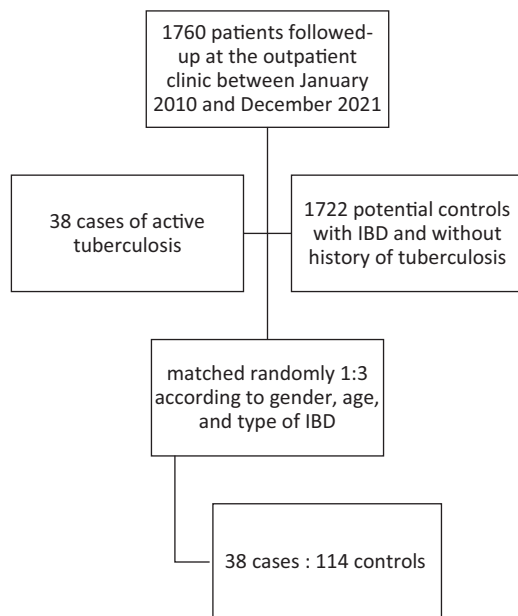 1760 patients followed-
up at the outpatient
clinic between January
2010 and December 2021
38 cases of active
tuberculosis
1722 potential controls
with IBD and without
history of tuberculosis
matched randomly 1:3
according to gender, age,
and type of IBD
38 cases : 114 controls